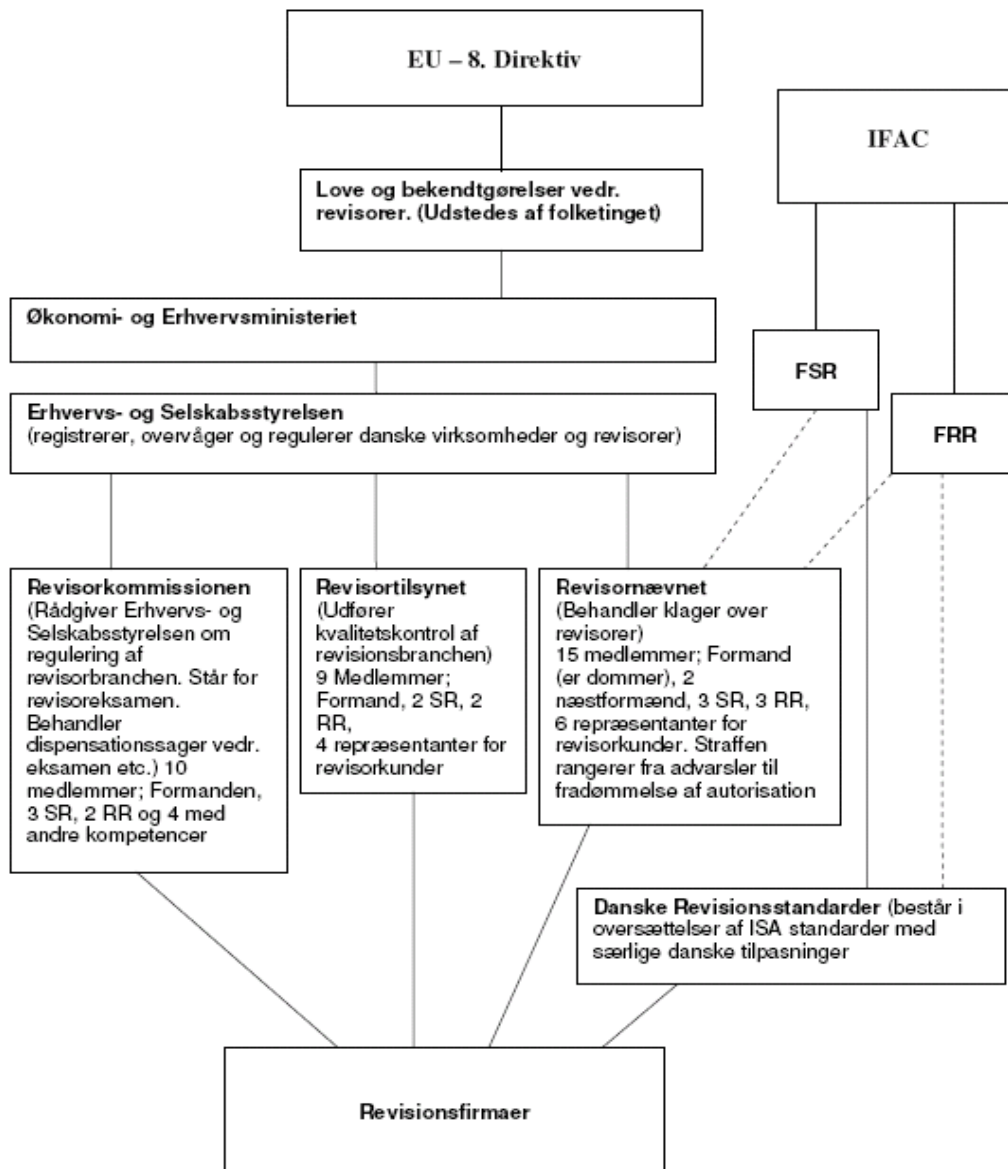 EU – 8. Direktiv
IFAC
Love og bekendtgørelser vedr.
revisorer. (Udstedes af folketinget)
Økonomi- og Erhvervsministeriet
FSR
Erhvervs- og Selskabsstyrelsen
(registrerer, overvåger og regulerer danske virksomheder og revisorer)
FRR
Revisorkommissionen
(Rådgiver Erhvervs- og
Selskabsstyrelsen om
regulering af
revisorbranchen. Står for
revisoreksamen.
Behandler
dispensationssager vedr.
eksamen etc.) 10
medlemmer; Formanden,
3 SR, 2 RR og 4 med
andre kompetencer
Revisortilsynet
(Udfører
kvalitetskontrol af
revisionsbranchen)
9 Medlemmer;
Formand, 2 SR, 2
RR,
4 repræsentanter for
revisorkunder
Revisornævnet
(Behandler klager over
revisorer)
15 medlemmer; Formand
(er dommer), 2
næstformænd, 3 SR, 3 RR,
6 repræsentanter for
revisorkunder. Straffen
rangerer fra advarsler til
fradømmelse af autorisation
Danske Revisionsstandarder (består i
oversættelser af ISA standarder med
særlige danske tilpasninger
Revisionsfirmaer